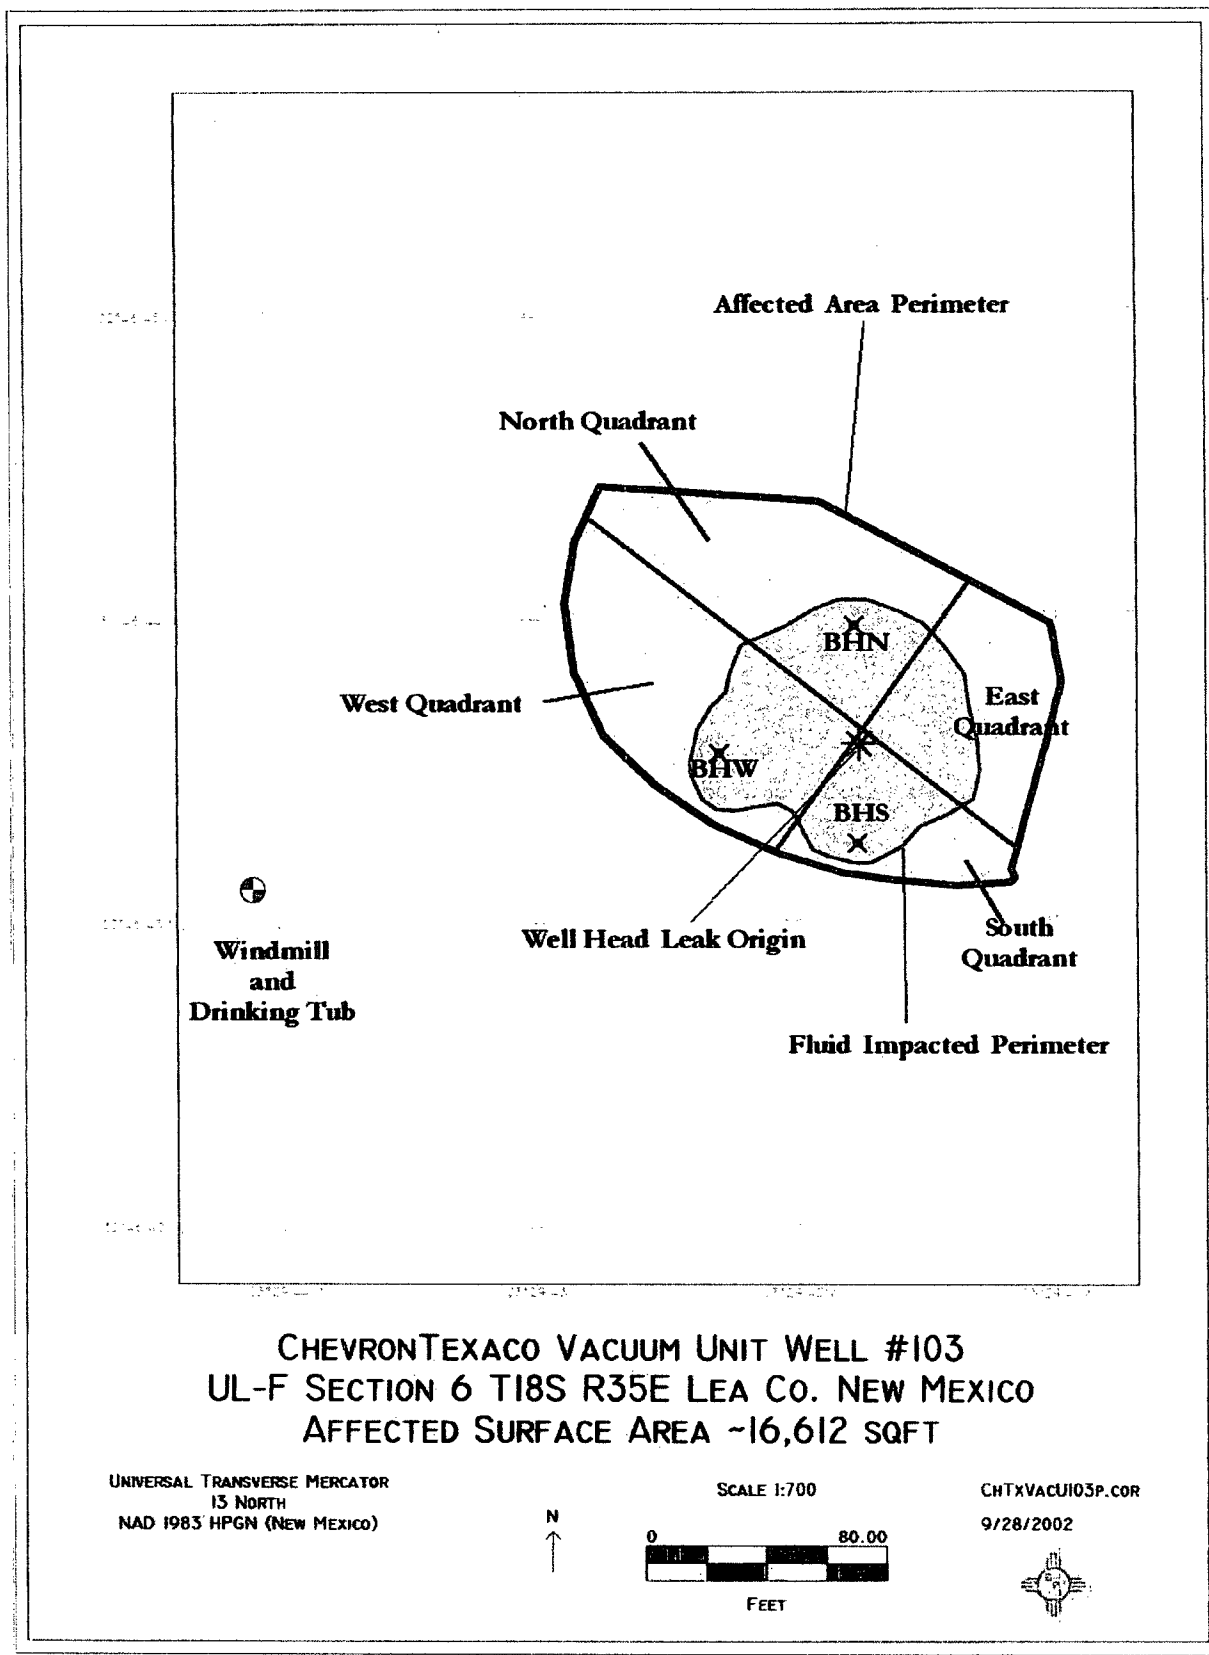 Affected Area Perimeter
North Quadrant
BHN
East
Quadrant
West Quadrant
BHW
BHS
Well Head Leak Origin
South
Quadrant
Windmill
and
Drinking Tub
Fluid Impacted Perimeter
CHEVRONTEXACO VACUUM UNIT WELL #103
UL-F SECTION 6 T18S R35E LEA CO. NEW MEXICO
AFFECTED SURFACE AREA ~16,612 SQFT
UNIVERSAL TRANSVERSE MERCATOR
13 NORTH
NAD 1983 HPGN (NEW MEXICO)
N
SCALE 1:700
0 80.00
FEET
CHTXVACU103P.COR
9/28/2002